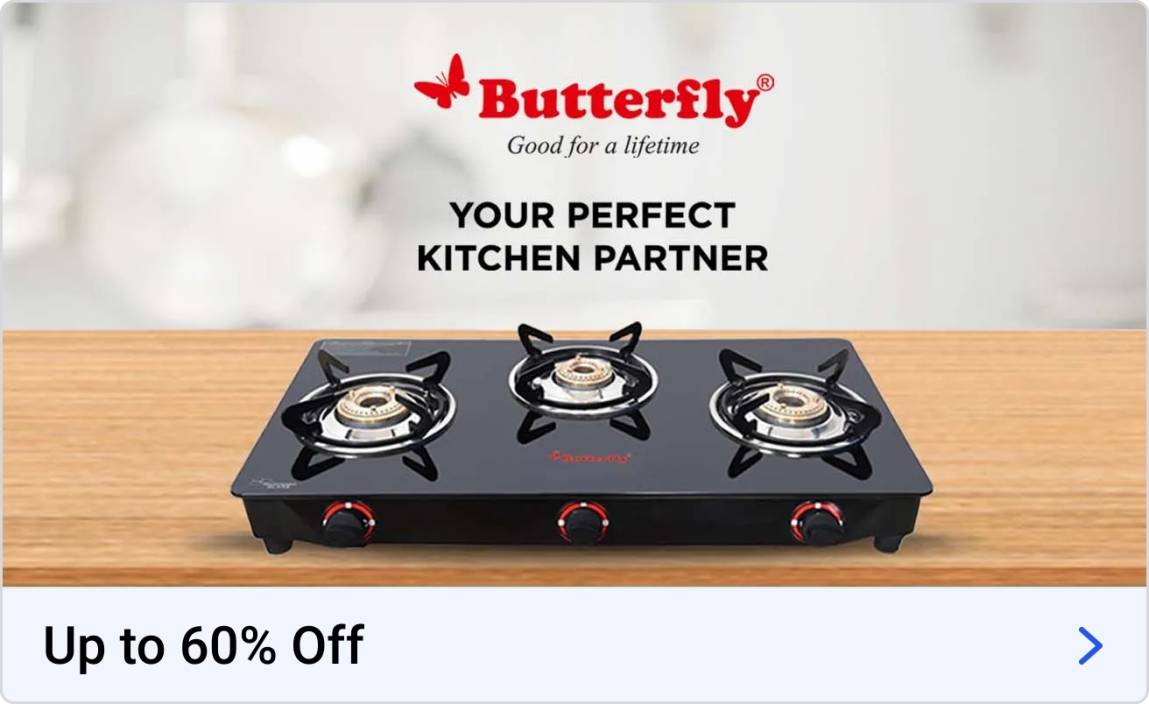 Butterfly®
Good for a lifetime
YOUR PERFECT
KITCHEN PARTNER
Butterfly
Up to 60% Off